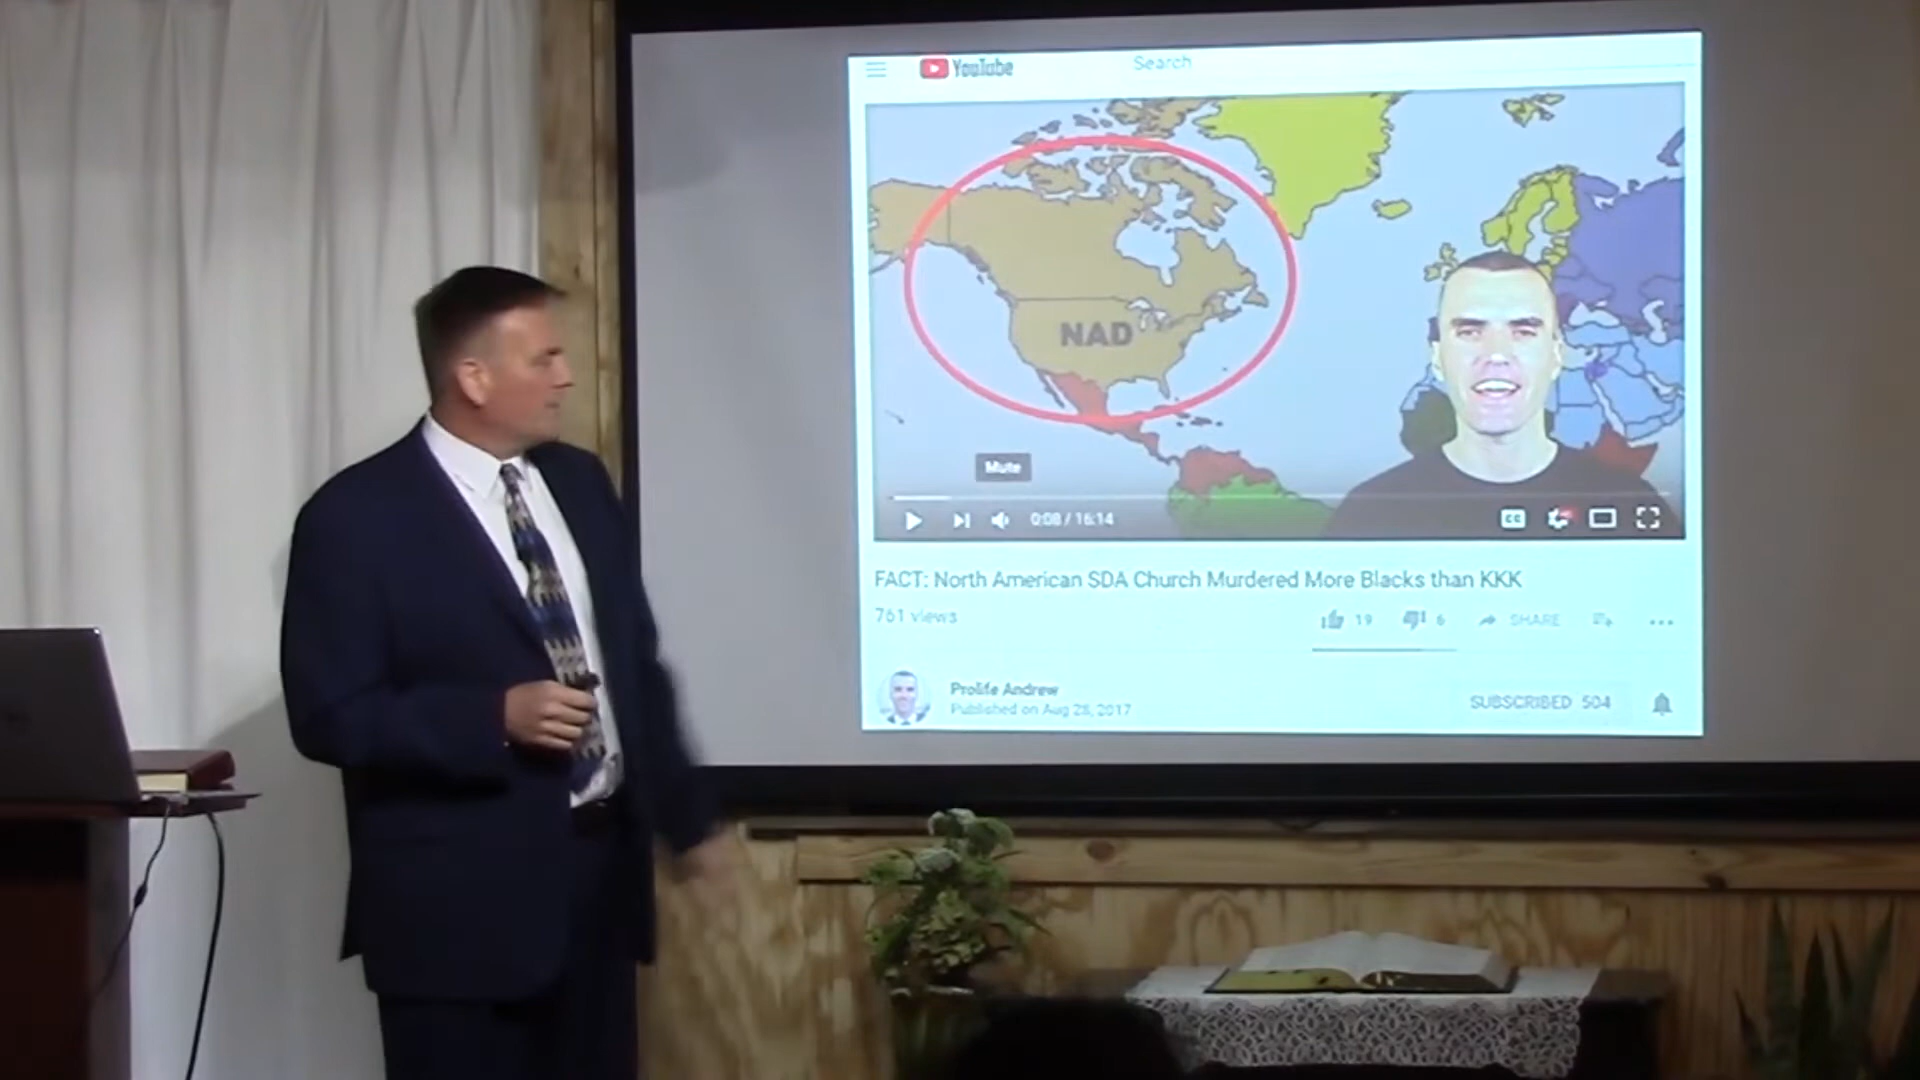 YouTube
Search
NAD
Mute
0:08 / 16:14
CC
FACT: North American SDA Church Murdered More Blacks than KKK
761 views
19
6
SHARE
Prolife Andrew
Published on Aug 28, 2017
SUBSCRIBED 504